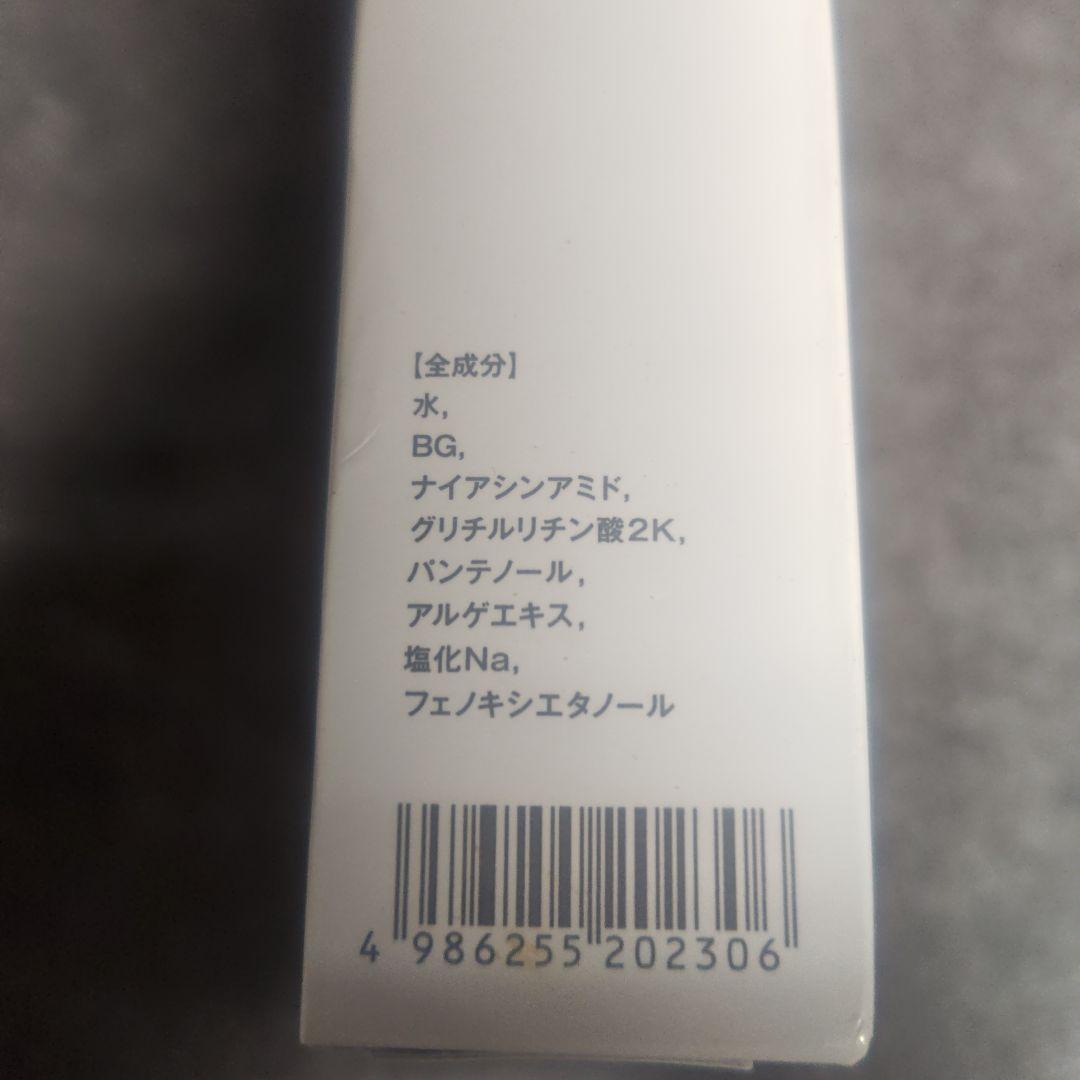 【全成分】
水,
BG,
ナイアシンアミド,
グリチルリチン酸2K,
パンテノール,
アルゲエキス,
塩化Na,
フェノキシエタノール
4 986255 202306